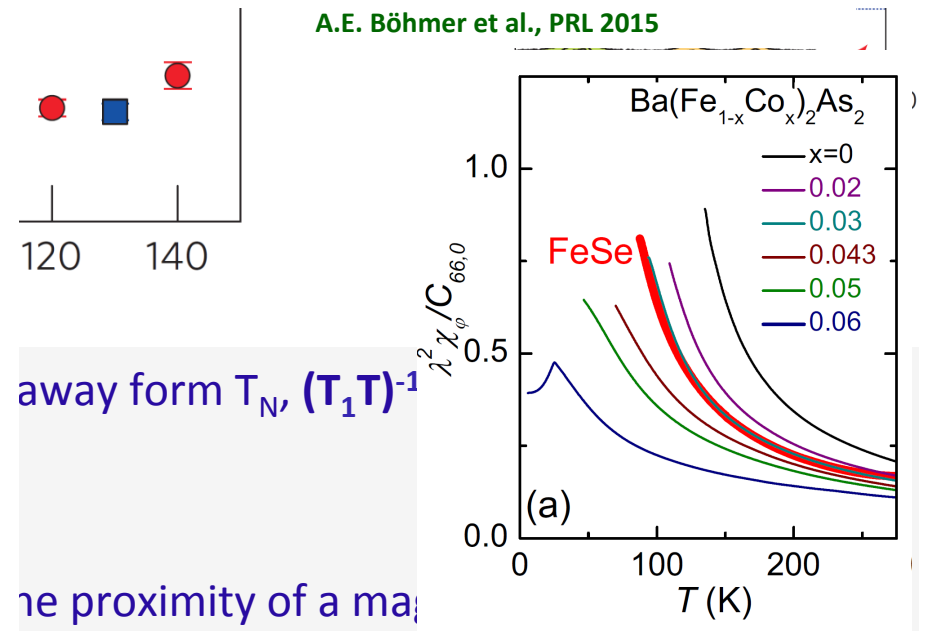 A.E. Böhmer et al., PRL 2015
120 140
Ba(Fe1-xCox)2As2
x=0
0.02
0.03
0.043
0.05
0.06
FeSe
λ²χφ/C66,0
1.0
0.5
0.0
(a)
0 100 200
T (K)
away form TN, (T1T)-1
he proximity of a